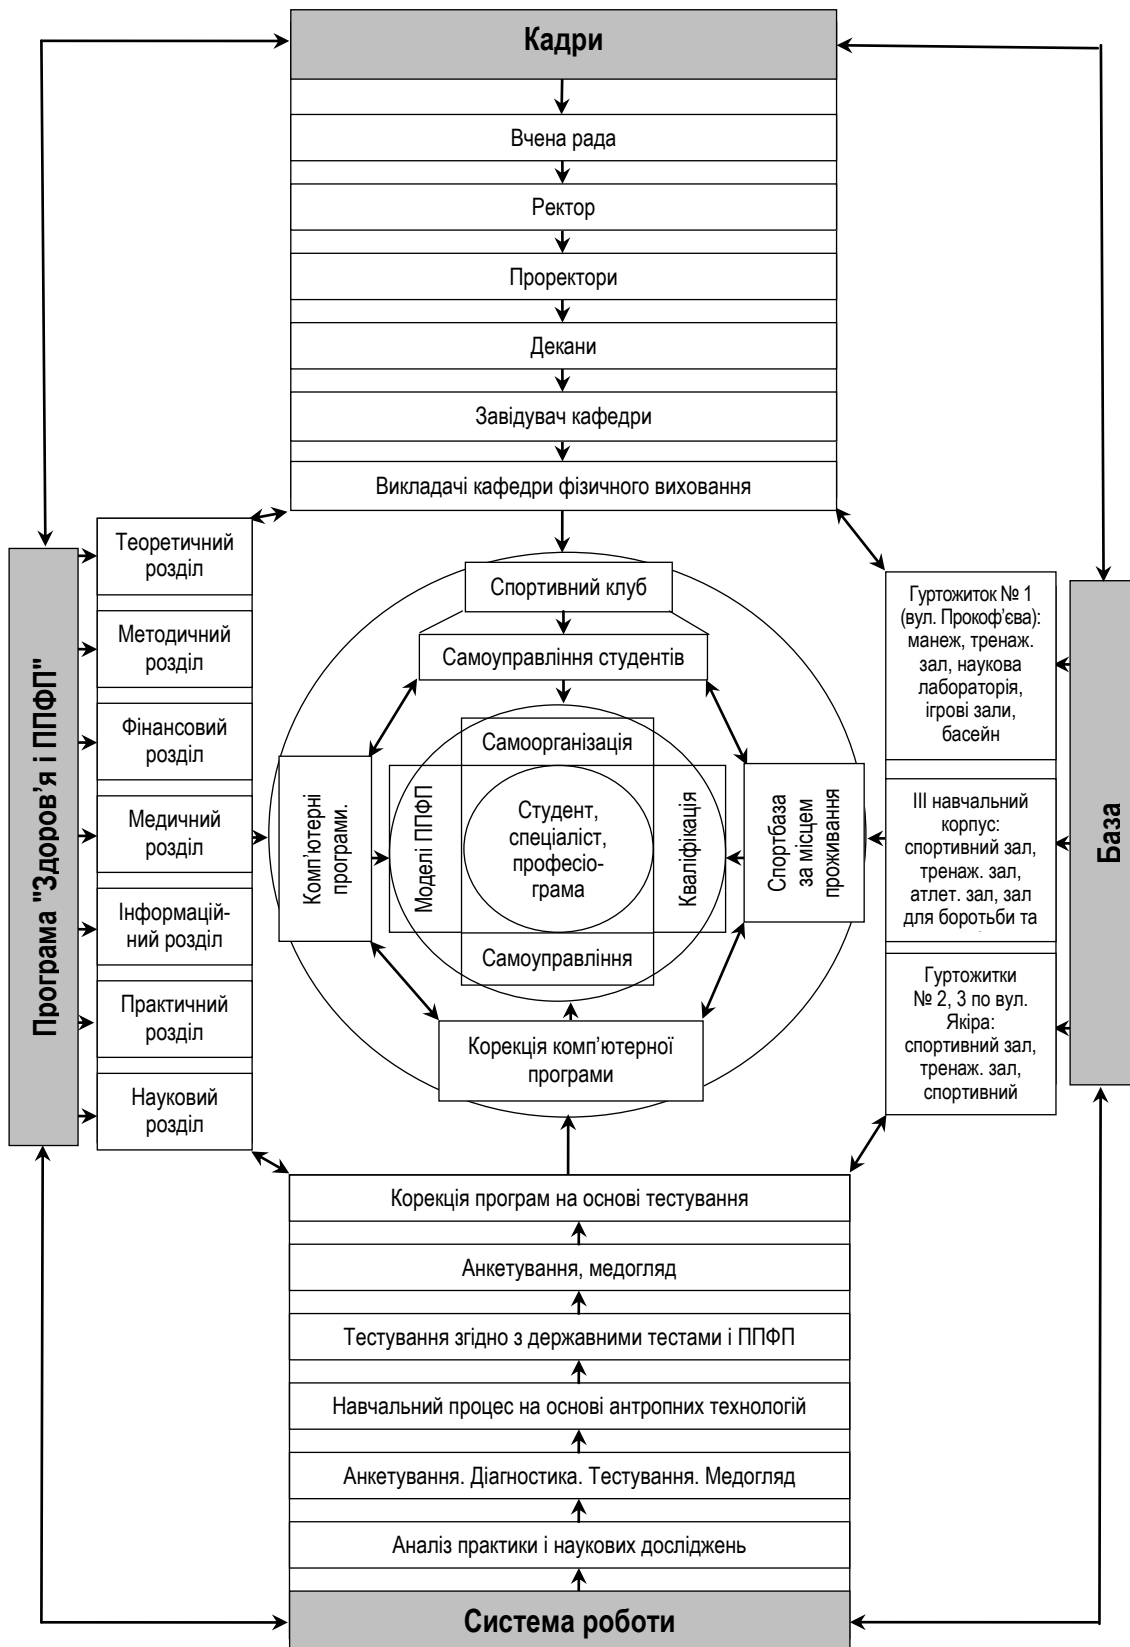 Кадри
Вчена рада
Ректор
Проректори
Декани
Завідувач кафедри
Викладачі кафедри фізичного виховання
Програма "Здоров’я і ППФП"
Теоретичний
розділ
Методичний
розділ
Фінансовий
розділ
Медичний
розділ
Інформацій-
ний розділ
Практичний
розділ
Науковий
розділ
Спортивний клуб
Самоуправління студентів
Комп’ютерні
програми.
Самоорганізація
Моделі ППФП
Студент,
спеціаліст,
професіо-
грама
Кваліфікація
Самоуправління
Спортбаза
за місцем
проживання
Корекція комп’ютерної
програми
Гуртожиток № 1
(вул. Прокоф’єва):
манеж, тренаж.
зал, наукова
лабораторія,
ігрові зали,
басейн
ІІІ навчальний
корпус:
спортивний зал,
тренаж. зал,
атлет. зал, зал
для боротьби та
Гуртожитки
№ 2, 3 по вул.
Якіра:
спортивний зал,
тренаж. зал,
спортивний
База
Корекція програм на основі тестування
Анкетування, медогляд
Тестування згідно з державними тестами і ППФП
Навчальний процес на основі антропних технологій
Анкетування. Діагностика. Тестування. Медогляд
Аналіз практики і наукових досліджень
Система роботи